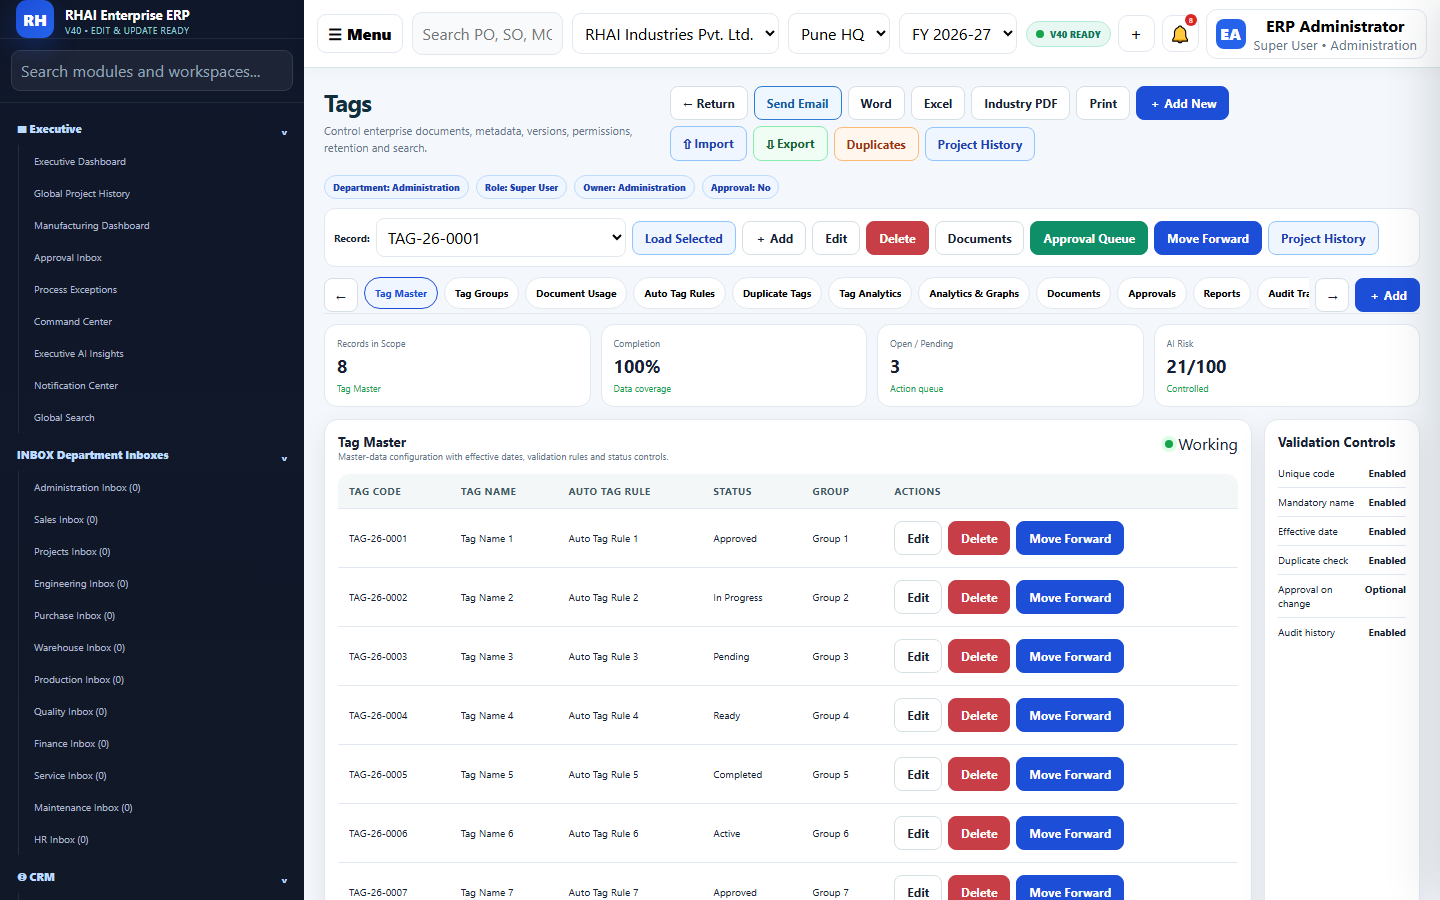 RH
RHAI Enterprise ERP
V40 • EDIT & UPDATE READY
Search modules and workspaces...
Executive
Executive Dashboard
Global Project History
Manufacturing Dashboard
Approval Inbox
Process Exceptions
Command Center
Executive AI Insights
Notification Center
Global Search
INBOX Department Inboxes
Administration Inbox (0)
Sales Inbox (0)
Projects Inbox (0)
Engineering Inbox (0)
Purchase Inbox (0)
Warehouse Inbox (0)
Production Inbox (0)
Quality Inbox (0)
Finance Inbox (0)
Service Inbox (0)
Maintenance Inbox (0)
HR Inbox (0)
CRM
☰ Menu
Search PO, SO, MO
RHAI Industries Pvt. Ltd.
Pune HQ
FY 2026-27
V40 READY
+
8
EA
ERP Administrator
Super User • Administration
Tags
Control enterprise documents, metadata, versions, permissions,
retention and search.
← Return
Send Email
Word
Excel
Industry PDF
Print
+ Add New
⇧ Import
⇩ Export
Duplicates
Project History
Department: Administration
Role: Super User
Owner: Administration
Approval: No
Record:
TAG-26-0001
Load Selected
+ Add
Edit
Delete
Documents
Approval Queue
Move Forward
Project History
←
Tag Master
Tag Groups
Document Usage
Auto Tag Rules
Duplicate Tags
Tag Analytics
Analytics & Graphs
Documents
Approvals
Reports
Audit Tra
→
+ Add
Records in Scope
8
Tag Master
Completion
100%
Data coverage
Open / Pending
3
Action queue
AI Risk
21/100
Controlled
Tag Master
Master-data configuration with effective dates, validation rules and status controls.
Working
TAG CODE TAG NAME AUTO TAG RULE STATUS GROUP ACTIONS
TAG-26-0001 Tag Name 1 Auto Tag Rule 1 Approved Group 1 Edit Delete Move Forward
TAG-26-0002 Tag Name 2 Auto Tag Rule 2 In Progress Group 2 Edit Delete Move Forward
TAG-26-0003 Tag Name 3 Auto Tag Rule 3 Pending Group 3 Edit Delete Move Forward
TAG-26-0004 Tag Name 4 Auto Tag Rule 4 Ready Group 4 Edit Delete Move Forward
TAG-26-0005 Tag Name 5 Auto Tag Rule 5 Completed Group 5 Edit Delete Move Forward
TAG-26-0006 Tag Name 6 Auto Tag Rule 6 Active Group 6 Edit Delete Move Forward
TAG-26-0007 Tag Name 7 Auto Tag Rule 7 Approved Group 7 Edit Delete Move Forward
Validation Controls
Unique code Enabled
Mandatory name Enabled
Effective date Enabled
Duplicate check Enabled
Approval on change Optional
Audit history Enabled